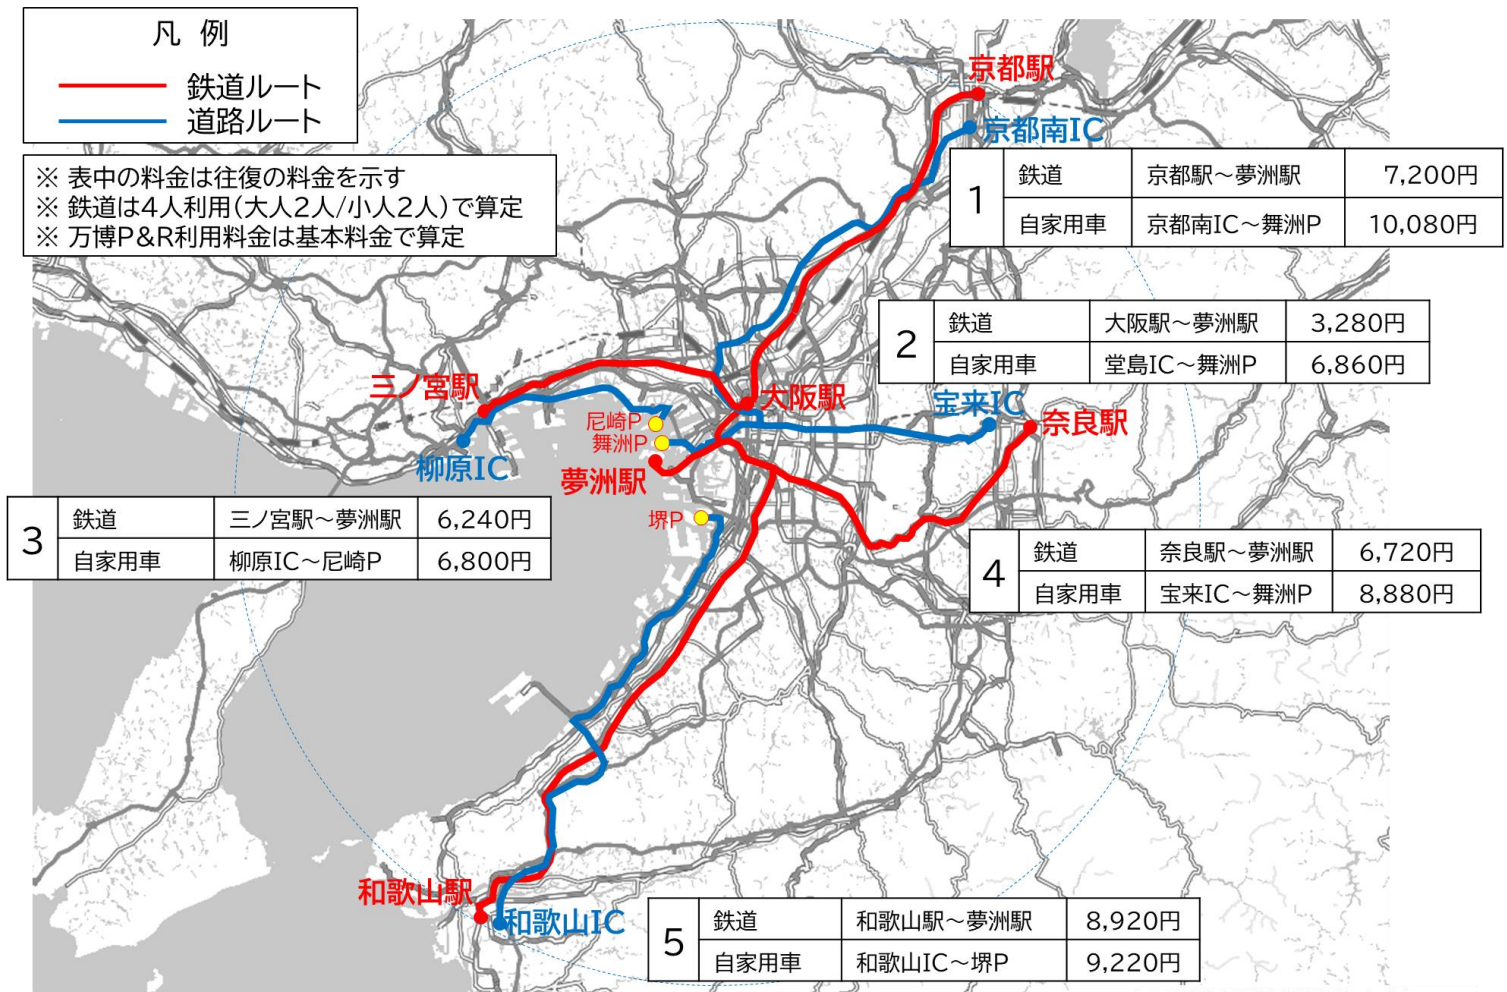 凡 例
鉄道ルート
道路ルート
※ 表中の料金は往復の料金を示す
※ 鉄道は4人利用(大人2人/小人2人)で算定
※ 万博P&R利用料金は基本料金で算定
京都駅
京都南IC
1 鉄道 京都駅～夢洲駅 7,200円
自家用車 京都南IC～舞洲P 10,080円
2 鉄道 大阪駅～夢洲駅 3,280円
自家用車 堂島IC～舞洲P 6,860円
三ノ宮駅
大阪駅
宝来IC
奈良駅
尼崎P
舞洲P
柳原IC
夢洲駅
堺P
3 鉄道 三ノ宮駅～夢洲駅 6,240円
自家用車 柳原IC～尼崎P 6,800円
4 鉄道 奈良駅～夢洲駅 6,720円
自家用車 宝来IC～舞洲P 8,880円
和歌山駅
和歌山IC
5 鉄道 和歌山駅～夢洲駅 8,920円
自家用車 和歌山IC～堺P 9,220円